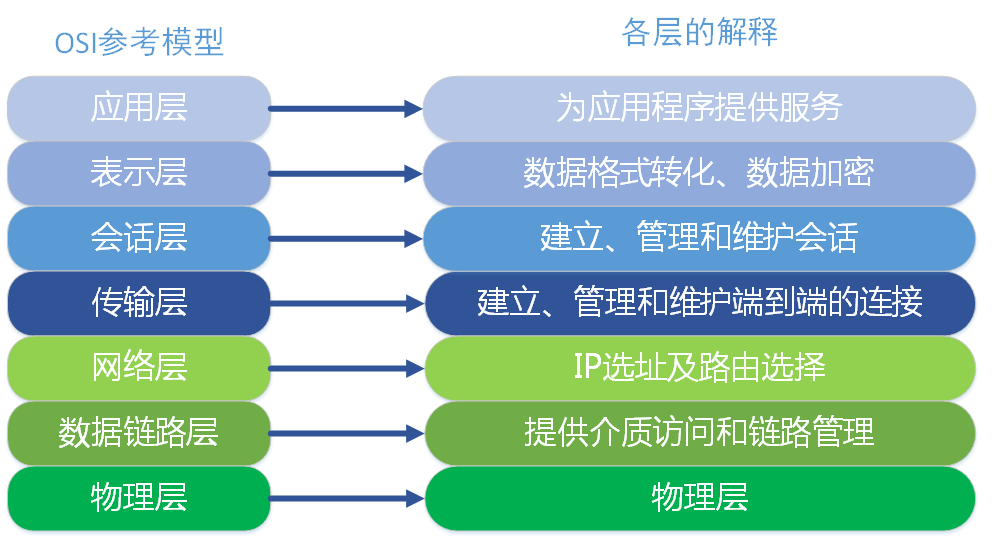 OSI参考模型
各层的解释
应用层
为应用程序提供服务
表示层
数据格式转化、数据加密
会话层
建立、管理和维护会话
传输层
建立、管理和维护端到端的连接
网络层
IP选址及路由选择
数据链路层
提供介质访问和链路管理
物理层
物理层